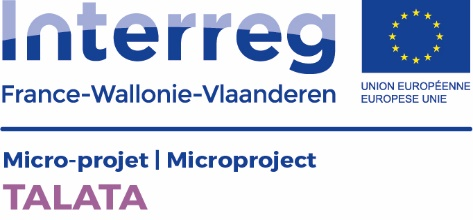 Interreg
UNION EUROPÉENNE
EUROPESE UNIE
France-Wallonie-Vlaanderen
Micro-projet | Microproject
TALATA